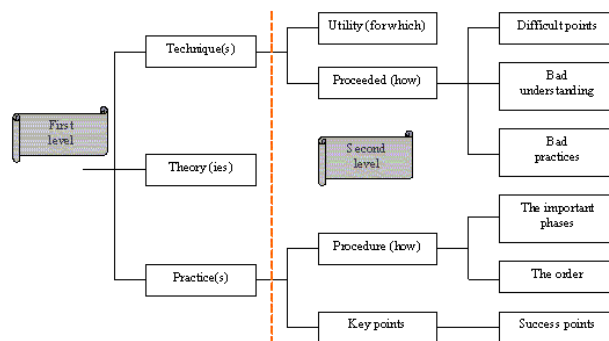 Utility (for which)
Difficult points
Technique(s)
Proceeded (how)
Bad
understanding
First
level
Second
level
Bad
practices
Theory (ies)
The important
phases
Procedure (how)
The order
Practice(s)
Key points
Success points